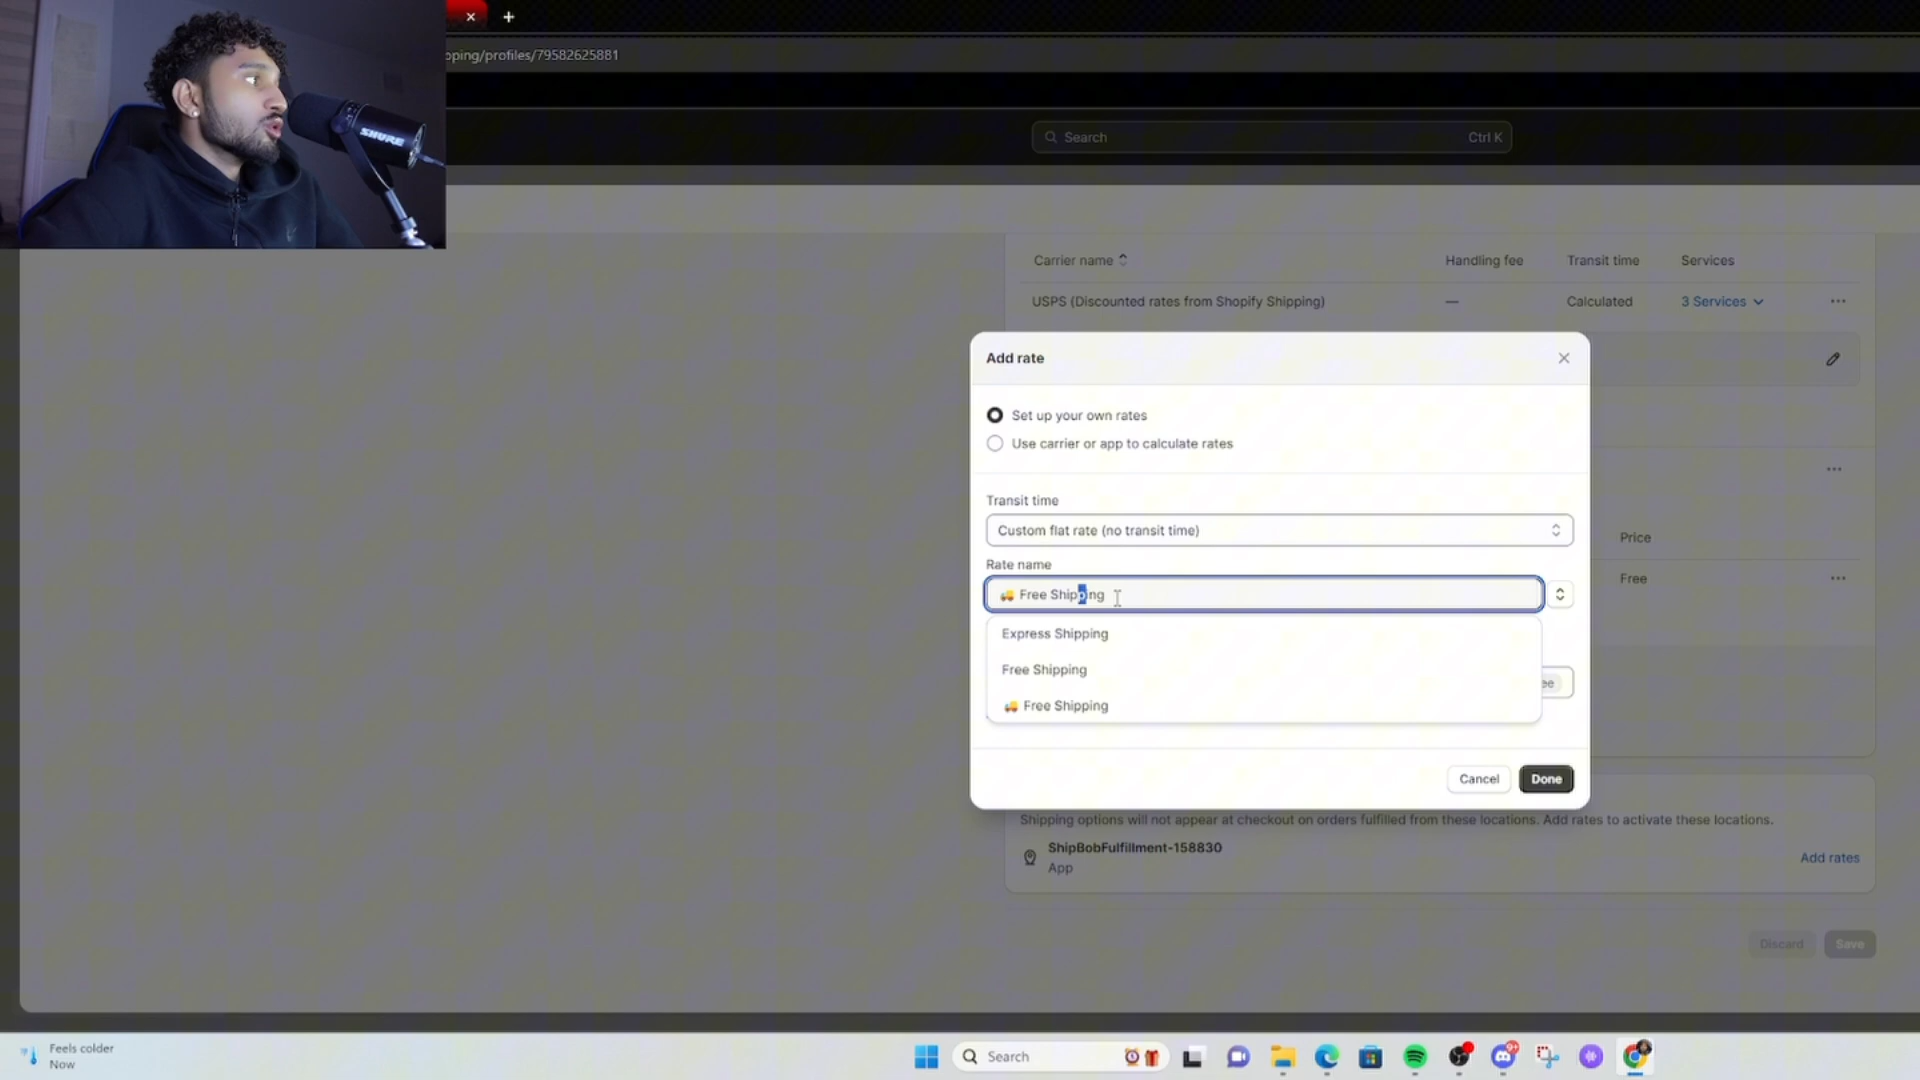 pping/profiles/79582625881
SHURE
Search Ctrl K
Carrier name Handling fee Transit time Services
USPS (Discounted rates from Shopify Shipping) — Calculated 3 Services
Add rate
Set up your own rates
Use carrier or app to calculate rates
Transit time
Custom flat rate (no transit time)
Price
Rate name
Free
🚚 Free Shipping
Express Shipping
Free Shipping
🚚 Free Shipping
ee
Cancel Done
Shipping options will not appear at checkout on orders fulfilled from these locations. Add rates to activate these locations.
ShipBobFulfillment-158830
App
Add rates
Discard Save
Feels colder
Now
Search
9+